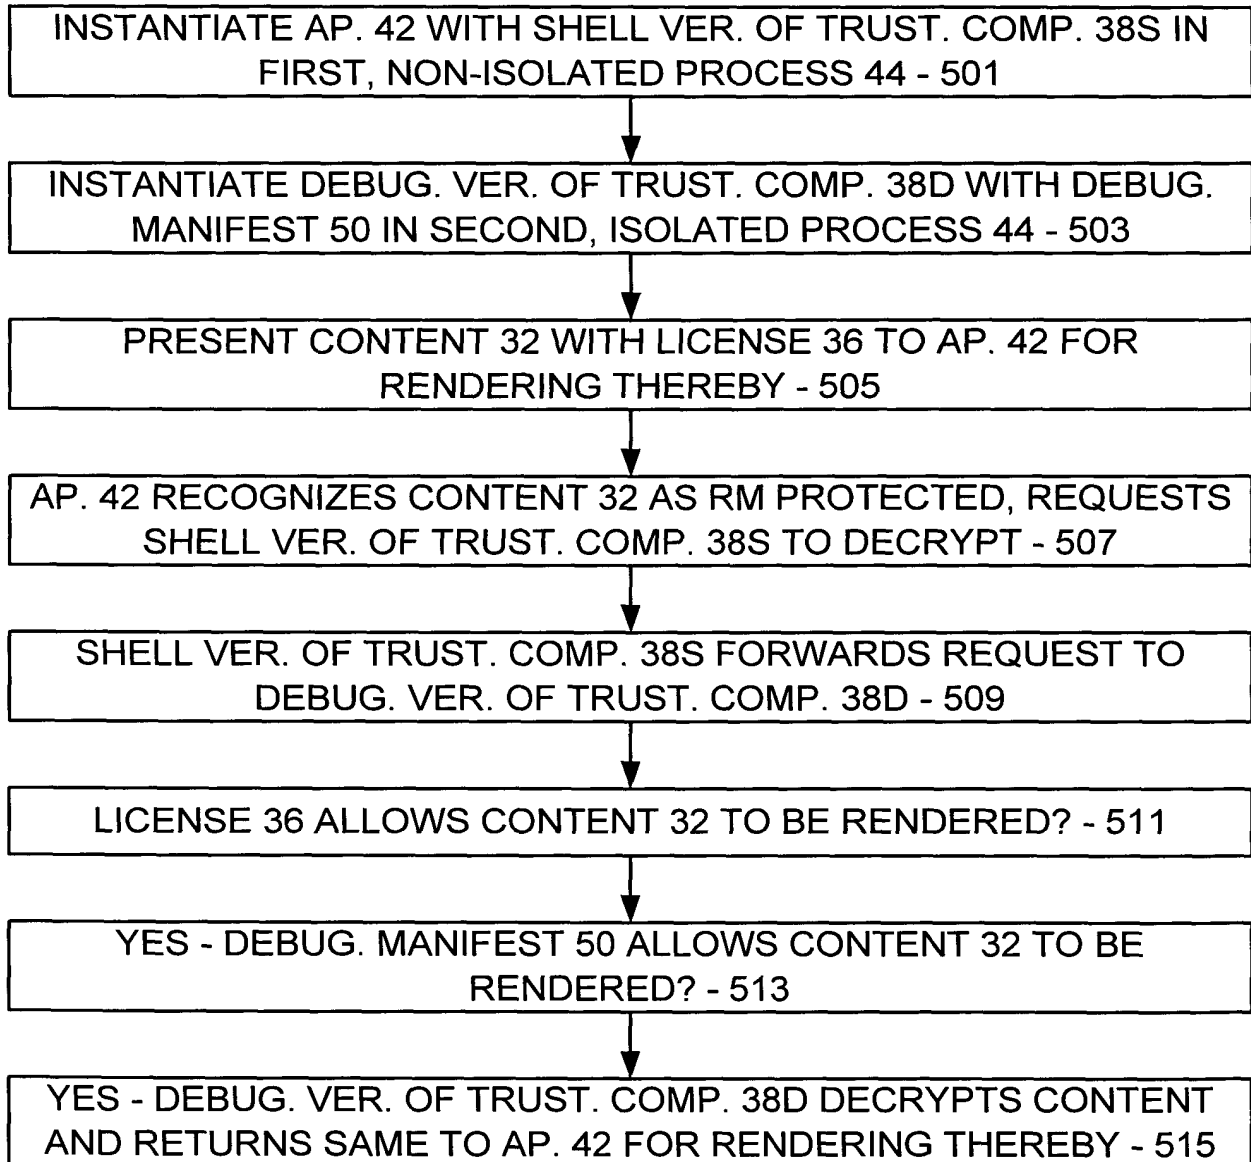 INSTANTIATE AP. 42 WITH SHELL VER. OF TRUST. COMP. 38S IN
FIRST, NON-ISOLATED PROCESS 44 - 501
INSTANTIATE DEBUG. VER. OF TRUST. COMP. 38D WITH DEBUG.
MANIFEST 50 IN SECOND, ISOLATED PROCESS 44 - 503
PRESENT CONTENT 32 WITH LICENSE 36 TO AP. 42 FOR
RENDERING THEREBY - 505
AP. 42 RECOGNIZES CONTENT 32 AS RM PROTECTED, REQUESTS
SHELL VER. OF TRUST. COMP. 38S TO DECRYPT - 507
SHELL VER. OF TRUST. COMP. 38S FORWARDS REQUEST TO
DEBUG. VER. OF TRUST. COMP. 38D - 509
LICENSE 36 ALLOWS CONTENT 32 TO BE RENDERED? - 511
YES - DEBUG. MANIFEST 50 ALLOWS CONTENT 32 TO BE
RENDERED? - 513
YES - DEBUG. VER. OF TRUST. COMP. 38D DECRYPTS CONTENT
AND RETURNS SAME TO AP. 42 FOR RENDERING THEREBY - 515